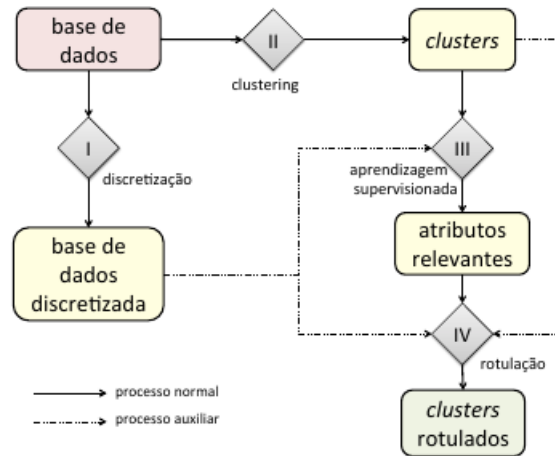 base de
dados
II
clustering
clusters
I
discretização
III
aprendizagem
supervisionada
base de
dados
discretizada
atributos
relevantes
IV
rotulação
processo normal
processo auxiliar
clusters
rotulados